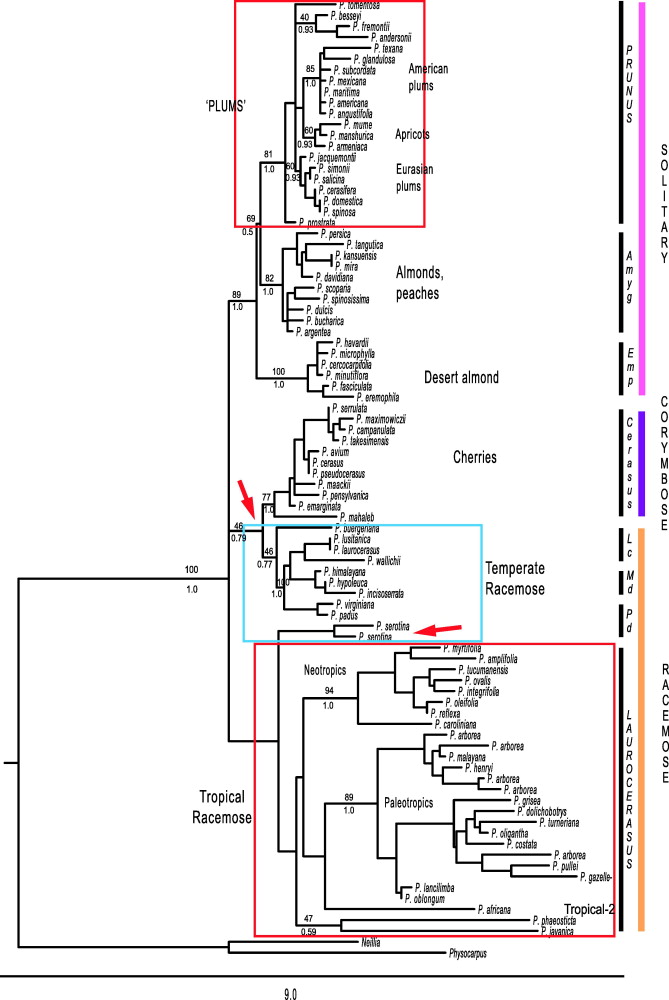 P. tomentosa
40
P. besseyi
0.93
P. fremontii
P. andersonii
P. texana
P. glandulosa
85
P. subcordata
American
plums
1.0
P. mexicana
P. maritima
'PLUMS'
P. americana
P. angustifolia
60
P. mume
0.93
P. manshurica
Apricots
P. armeniaca
81
1.0
P. jacquemontii
60
0.93
P. simonii
Eurasian
plums
P. salicina
P. cerasifera
P. domestica
P. spinosa
P. prostrata
69
0.5
P. persica
P. tangutica
P. kansuensis
P. mira
82
1.0
P. davidiana
Almonds,
peaches
P. scoparia
P. spinosissima
89
1.0
P. dulcis
P. bucharica
P. argentea
P. havardii
P. microphylla
P. cercocarpifolia
100
1.0
P. minutiflora
Desert almond
P. fasciculata
P. eremophila
P. serrulata
P. maximowiczii
P. campanulata
P. takesimensis
P. avium
Cherries
P. cerasus
P. pseudocerasus
P. maackii
77
1.0
P. pensylvanica
P. emarginata
P. mahaleb
46
0.79
P. buergeriana
P. lusitanica
46
0.77
P. laurocerasus
P. wallichii
Temperate
Racemose
100
1.0
P. himalayana
P. hypoleuca
P. incisoserrata
100
1.0
P. virginiana
P. padus
P. serotina
P. serotina
P. myrtifolia
P. amplifolia
Neotropics
P. tucumanensis
P. ovalis
94
1.0
P. integrifolia
P. oleifolia
P. reflexa
P. caroliniana
P. arborea
P. arborea
P. malayana
P. henryi
P. arborea
P. arborea
Tropical
Racemose
89
1.0
Paleotropics
P. grisea
P. dolichobotrys
P. turneriana
P. oligantha
P. costata
P. arborea
P. pullei
P. gazelle-
P. lancilimba
P. oblongum
P. africana
Tropical-2
47
0.59
P. phaeosticta
P. javanica
Neillia
Physocarpus
9.0
PRUNUS
Amyg
Emp
Cerasus
Lc
Md
Pd
LAUROCERASUS
SOLITARY
CORYMBOSE
RACEMOSE